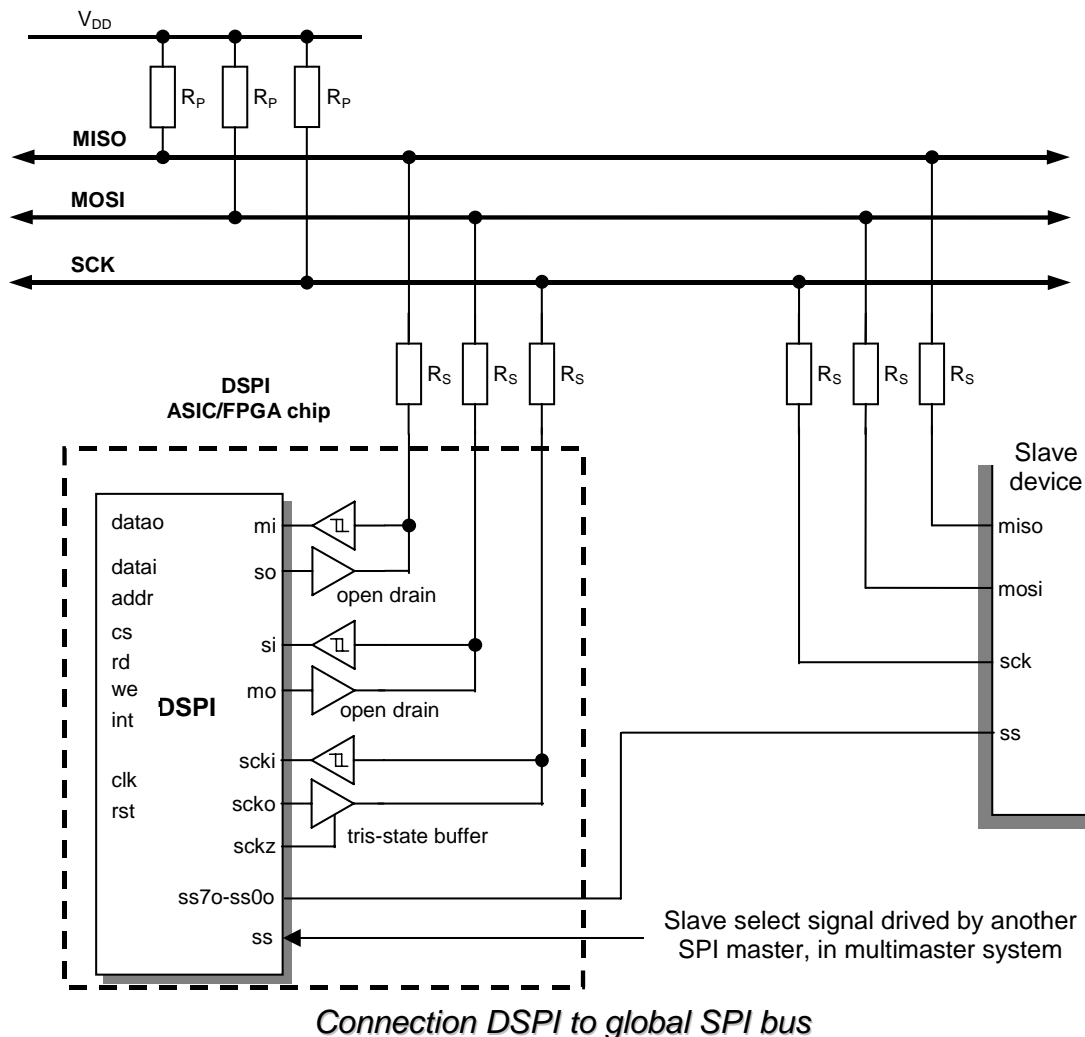 VDD
RP RP RP
MISO
MOSI
SCK
RS RS RS RS RS RS
DSPI
ASIC/FPGA chip
Slave
device
datao
datai
addr
cs
rd
we
int
clk
rst
DSPI
mi
so
si
mo
scki
scko
sckz
ss7o-ss0o
ss
open drain
open drain
tris-state buffer
miso
mosi
sck
ss
Slave select signal drived by another
SPI master, in multimaster system
Connection DSPI to global SPI bus